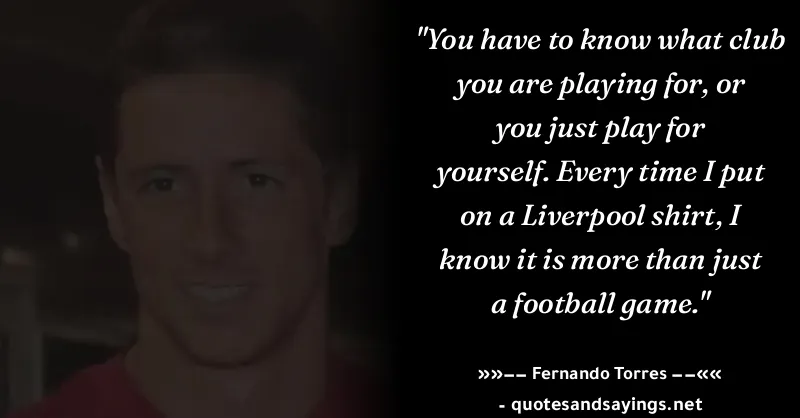 "You have to know what club
you are playing for, or
you just play for
yourself. Every time I put
on a Liverpool shirt, I
know it is more than just
a football game."
»»−− Fernando Torres −−««
- quotesandsayings.net